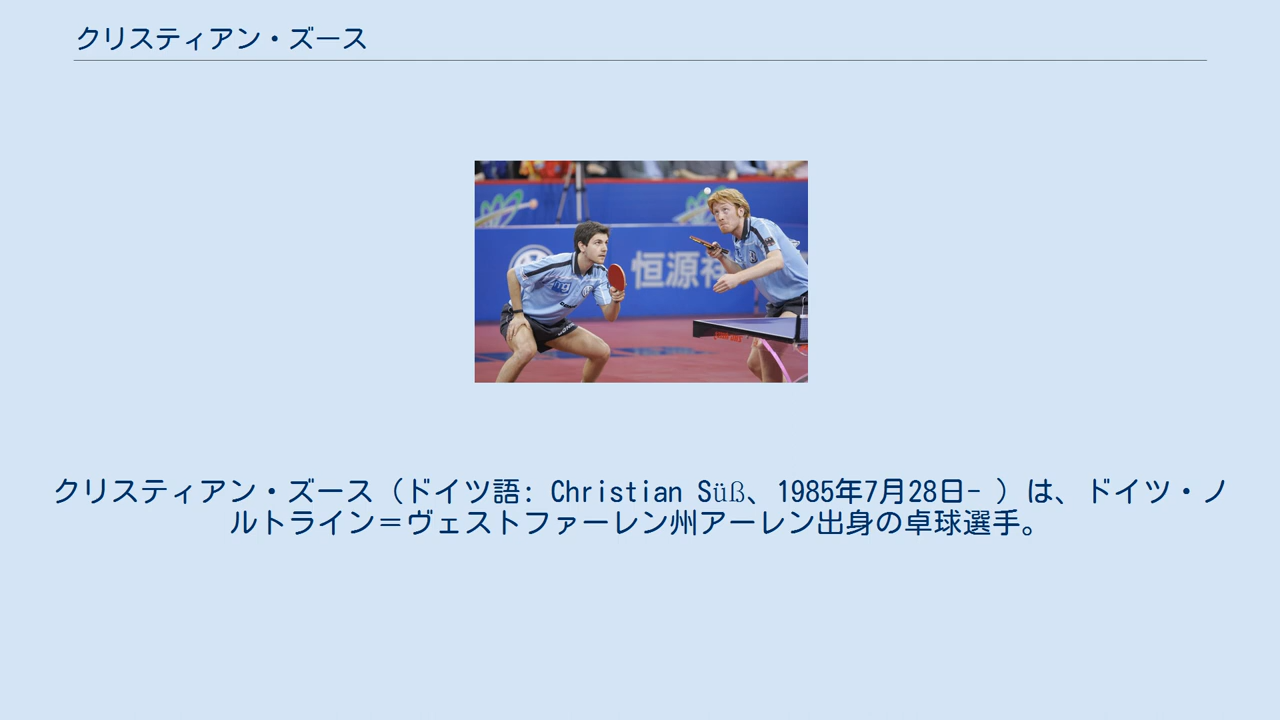 クリスティアン・ズース
恒源祥
クリスティアン・ズース（ドイツ語: Christian Süß、1985年7月28日- ）は、ドイツ・ノ
ルトライン＝ヴェストファーレン州アーレン出身の卓球選手。